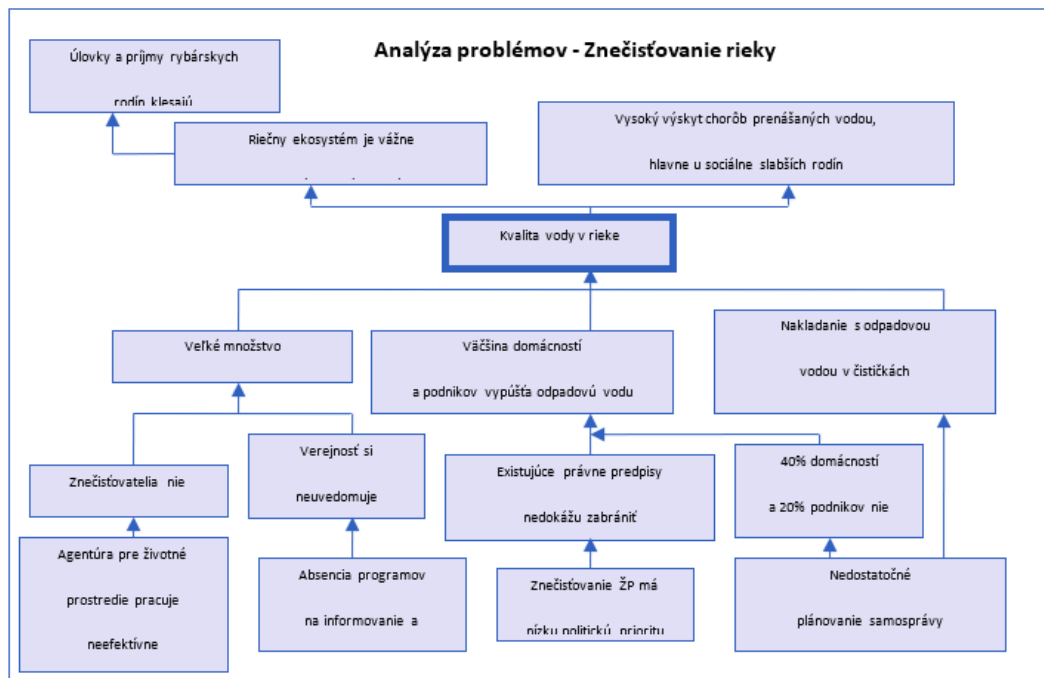 Analýza problémov - Znečisťovanie rieky
Úlovky a príjmy rybárskych
rodín klesajú
Riečny ekosystém je vážne
Vysoký výskyt chorôb prenášaných vodou,
hlavne u sociálne slabších rodín
Kvalita vody v rieke
Veľké množstvo
Väčšina domácností
a podnikov vypúšťa odpadovú vodu
Nakladanie s odpadovou
vodou v čističkách
Znečisťovatelia nie
Verejnosť si
neuvedomuje
Existujúce právne predpisy
nedokážu zabrániť
40% domácností
a 20% podnikov nie
Agentúra pre životné
prostredie pracuje
neefektívne
Absencia programov
na informovanie a
Znečisťovanie ŽP má
nízku politickú prioritu
Nedostatočné
plánovanie samosprávy